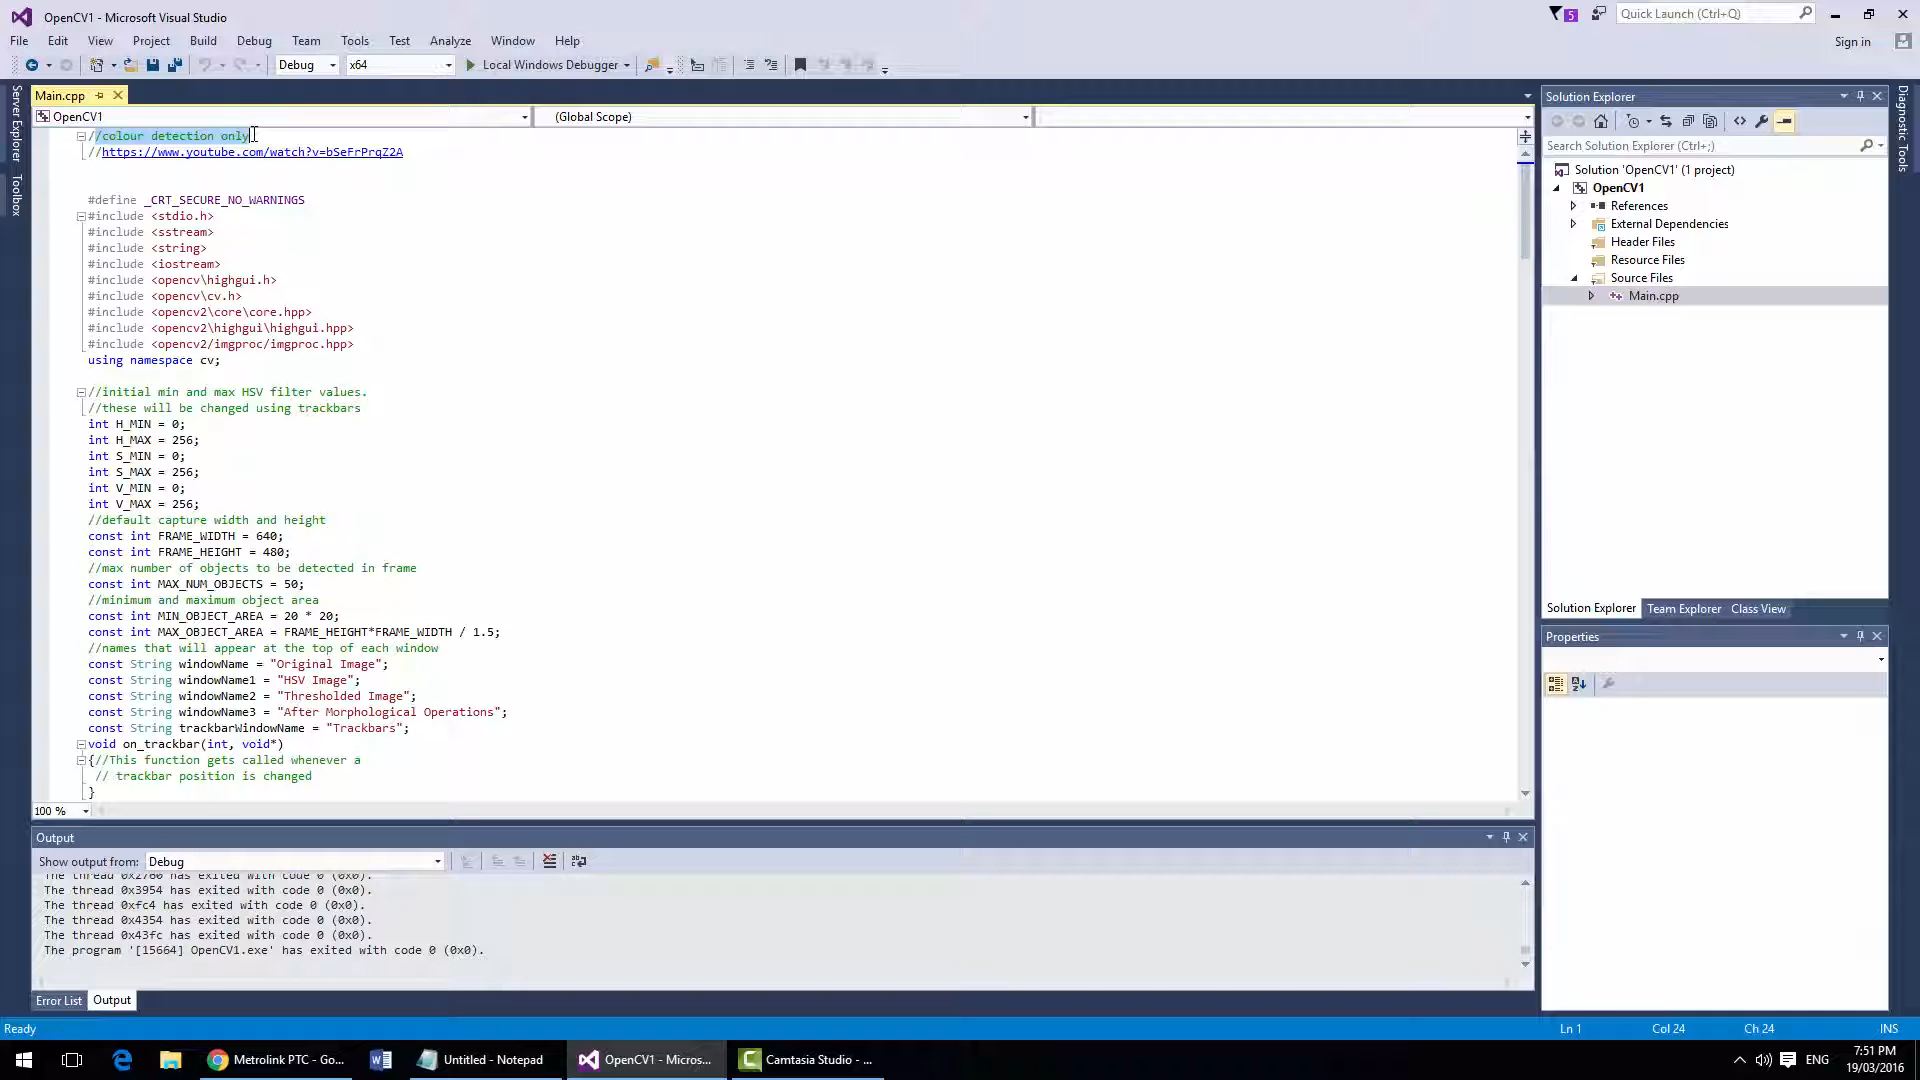 OpenCV1 - Microsoft Visual Studio
5
Quick Launch (Ctrl+Q)
File Edit View Project Build Debug Team Tools Test Analyze Window Help
Sign in
Debug x64 Local Windows Debugger
Server Explorer
Toolbox
Main.cpp
OpenCV1 (Global Scope)
//colour detection only
//https://www.youtube.com/watch?v=bSeFrPrqZ2A
#define _CRT_SECURE_NO_WARNINGS
#include <stdio.h>
#include <sstream>
#include <string>
#include <iostream>
#include <opencv\highgui.h>
#include <opencv\cv.h>
#include <opencv2\core\core.hpp>
#include <opencv2\highgui\highgui.hpp>
#include <opencv2/imgproc/imgproc.hpp>
using namespace cv;
//initial min and max HSV filter values.
//these will be changed using trackbars
int H_MIN = 0;
int H_MAX = 256;
int S_MIN = 0;
int S_MAX = 256;
int V_MIN = 0;
int V_MAX = 256;
//default capture width and height
const int FRAME_WIDTH = 640;
const int FRAME_HEIGHT = 480;
//max number of objects to be detected in frame
const int MAX_NUM_OBJECTS = 50;
//minimum and maximum object area
const int MIN_OBJECT_AREA = 20 * 20;
const int MAX_OBJECT_AREA = FRAME_HEIGHT*FRAME_WIDTH / 1.5;
//names that will appear at the top of each window
const String windowName = "Original Image";
const String windowName1 = "HSV Image";
const String windowName2 = "Thresholded Image";
const String windowName3 = "After Morphological Operations";
const String trackbarWindowName = "Trackbars";
void on_trackbar(int, void*)
{//This function gets called whenever a
// trackbar position is changed
}
100 %
Output
Show output from: Debug
The thread 0x2760 has exited with code 0 (0x0).
The thread 0x3954 has exited with code 0 (0x0).
The thread 0xfc4 has exited with code 0 (0x0).
The thread 0x4354 has exited with code 0 (0x0).
The thread 0x43fc has exited with code 0 (0x0).
The program '[15664] OpenCV1.exe' has exited with code 0 (0x0).
Error List Output
Solution Explorer
Search Solution Explorer (Ctrl+;)
Solution 'OpenCV1' (1 project)
OpenCV1
References
External Dependencies
Header Files
Resource Files
Source Files
Main.cpp
Solution Explorer Team Explorer Class View
Properties
Diagnostic Tools
Ready Ln 1 Col 24 Ch 24 INS
Metrolink PTC - Go...
Untitled - Notepad
OpenCV1 - Micros...
Camtasia Studio - ...
ENG
7:51 PM
19/03/2016